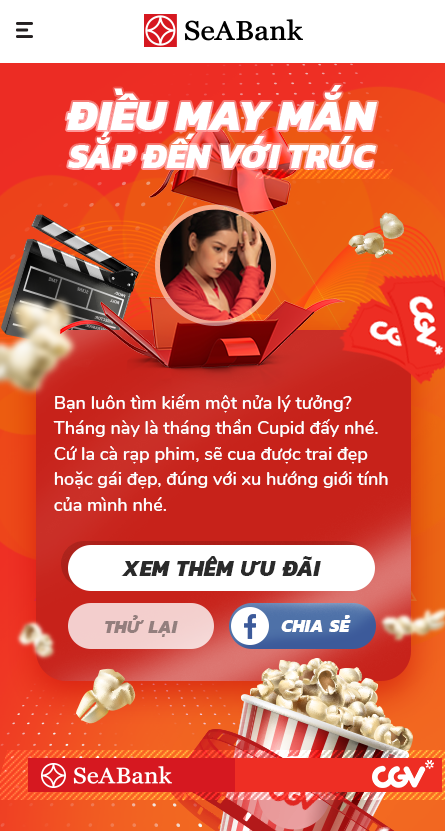 SeABank
ĐIỀU MAY MẮN
SẮP ĐẾN VỚI TRÚC
CGV
CGV
Bạn luôn tìm kiếm một nửa lý tưởng?
Tháng này là tháng thần Cupid đấy nhé.
Cứ la cà rạp phim, sẽ cua được trai đẹp
hoặc gái đẹp, đúng với xu hướng giới tính
của mình nhé.
XEM THÊM ƯU ĐÃI
THỬ LẠI
f CHIA SẺ
CGV
SeABank
CGV